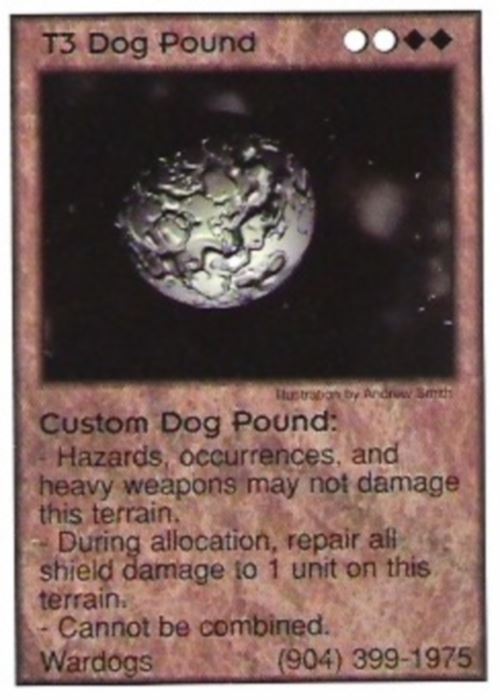 T3 Dog Pound
Illustration by Andrew Smith
Custom Dog Pound:
- Hazards, occurrences, and
heavy weapons may not damage
this terrain.
- During allocation, repair all
shield damage to 1 unit on this
terrain.
- Cannot be combined.
Wardogs (904) 399-1975